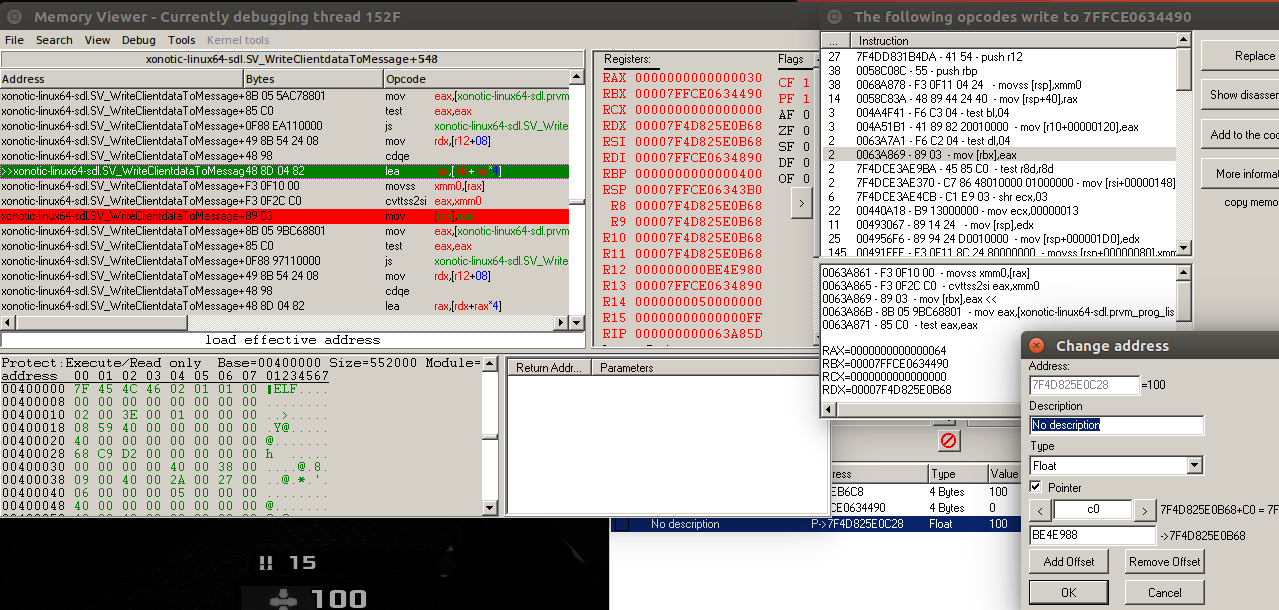 Memory Viewer - Currently debugging thread 152F
File Search View Debug Tools Kernel tools
xonotic-linux64-sdl.SV_WriteClientdataToMessage+548
Address Bytes Opcode
xonotic-linux64-sdl.SV_WriteClientdataToMessage+ 8B 05 5AC78801 mov eax,[xonotic-linux64-sdl.prvm
xonotic-linux64-sdl.SV_WriteClientdataToMessage+ 85 C0 test eax,eax
xonotic-linux64-sdl.SV_WriteClientdataToMessage+ 0F88 EA110000 js xonotic-linux64-sdl.SV_Write
xonotic-linux64-sdl.SV_WriteClientdataToMessage+ 49 8B 54 24 08 mov rdx,[r12+08]
xonotic-linux64-sdl.SV_WriteClientdataToMessage+ 48 98 cdqe
>>xonotic-linux64-sdl.SV_WriteClientdataToMessag 48 8D 04 82 lea
xonotic-linux64-sdl.SV_WriteClientdataToMessage+ F3 0F10 00 movss xmm0,[rax]
xonotic-linux64-sdl.SV_WriteClientdataToMessage+ F3 0F2C C0 cvttss2si eax,xmm0
xonotic-linux64-sdl.SV_WriteClientdataToMessage+ 89 03 mov
xonotic-linux64-sdl.SV_WriteClientdataToMessage+ 8B 05 9BC68801 mov eax,[xonotic-linux64-sdl.prvm
xonotic-linux64-sdl.SV_WriteClientdataToMessage+ 85 C0 test eax,eax
xonotic-linux64-sdl.SV_WriteClientdataToMessage+ 0F88 97110000 js xonotic-linux64-sdl.SV_Write
xonotic-linux64-sdl.SV_WriteClientdataToMessage+ 49 8B 54 24 08 mov rdx,[r12+08]
xonotic-linux64-sdl.SV_WriteClientdataToMessage+ 48 98 cdqe
xonotic-linux64-sdl.SV_WriteClientdataToMessage+ 48 8D 04 82 lea rax,[rdx+rax*4]
load effective address
Registers: Flags
RAX 0000000000000030 CF 1
RBX 00007FFCE0634490 PF 1
RCX 0000000000000000 AF 0
RDX 00007F4D825E0B68 ZF 0
RSI 00007F4D825E0B68 SF 0
RDI 00007FFCE0634890 DF 0
RBP 0000000000000400 OF 0
RSP 00007FFCE06343B0
R8 00007F4D825E0B68
R9 00007F4D825E0B68
R10 00007F4D825E0B68
R11 00007F4D825E0B68
R12 000000000BE4E980
R13 00007FFCE0634890
R14 0000000050000000
R15 00000000000000FF
RIP 000000000063A85D
>
Protect:Execute/Read only Base=00400000 Size=552000 Module=
address 00 01 02 03 04 05 06 07 01234567
00400000 7F 45 4C 46 02 01 01 00 ▮ELF....
00400008 00 00 00 00 00 00 00 00 ........
00400010 02 00 3E 00 01 00 00 00 ..>.....
00400018 08 59 40 00 00 00 00 00 .Y@.....
00400020 40 00 00 00 00 00 00 00 @.......
00400028 68 C9 D2 00 00 00 00 00 h
00400030 00 00 00 00 40 00 38 00 ....@.8.
00400038 09 00 40 00 2A 00 27 00 ..@.*.'.
00400040 06 00 00 00 05 00 00 00 ........
00400048 40 00 00 00 00 00 00 00 @.......
Return Addr... Parameters
The following opcodes write to 7FFCE0634490
... Instruction
27 7F4DD831B4DA - 41 54 - push r12
38 0058C08C - 55 - push rbp
38 0068A878 - F3 0F11 04 24 - movss [rsp],xmm0
14 0058C83A - 48 89 44 24 40 - mov [rsp+40],rax
3 004A4F41 - F6 C3 04 - test bl,04
3 004A51B1 - 41 89 82 20010000 - mov [r10+00000120],eax
2 0063A7A1 - F6 C2 04 - test dl,04
2 0063A869 - 89 03 - mov [rbx],eax
2 7F4DCE3AE9BA - 45 85 C0 - test r8d,r8d
2 7F4DCE3AE370 - C7 86 48010000 01000000 - mov [rsi+00000148]
6 7F4DCE3AE4CB - C1 E9 03 - shr ecx,03
22 00440A18 - B9 13000000 - mov ecx,00000013
11 00493067 - 89 14 24 - mov [rsp],edx
25 004956F6 - 89 94 24 D0010000 - mov [rsp+000001D0],edx
145 00491EEE - F3 0F11 8C 24 80000000 - movss [rsp+00000080],xmm
Replace
Show disassem
Add to the cod
More informat
copy memo
0063A861 - F3 0F10 00 - movss xmm0,[rax]
0063A865 - F3 0F2C C0 - cvttss2si eax,xmm0
0063A869 - 89 03 - mov [rbx],eax <<
0063A86B - 8B 05 9BC68801 - mov eax,[xonotic-linux64-sdl.prvm_prog_lis
0063A871 - 85 C0 - test eax,eax
RAX=0000000000000064
RBX=00007FFCE0634490
RCX=0000000000000000
RDX=00007F4D825E0B68
ress Type Value
EB6C8 4 Bytes 100
CE0634490 4 Bytes 0
No description P->7F4D825E0C28 Float 100
Change address
Address:
7F4D825E0C28 =100
Description
No description
Type
Float
Pointer
< c0 > 7F4D825E0B68+C0 = 7F
BE4E988 ->7F4D825E0B68
Add Offset Remove Offset
OK Cancel
15
100